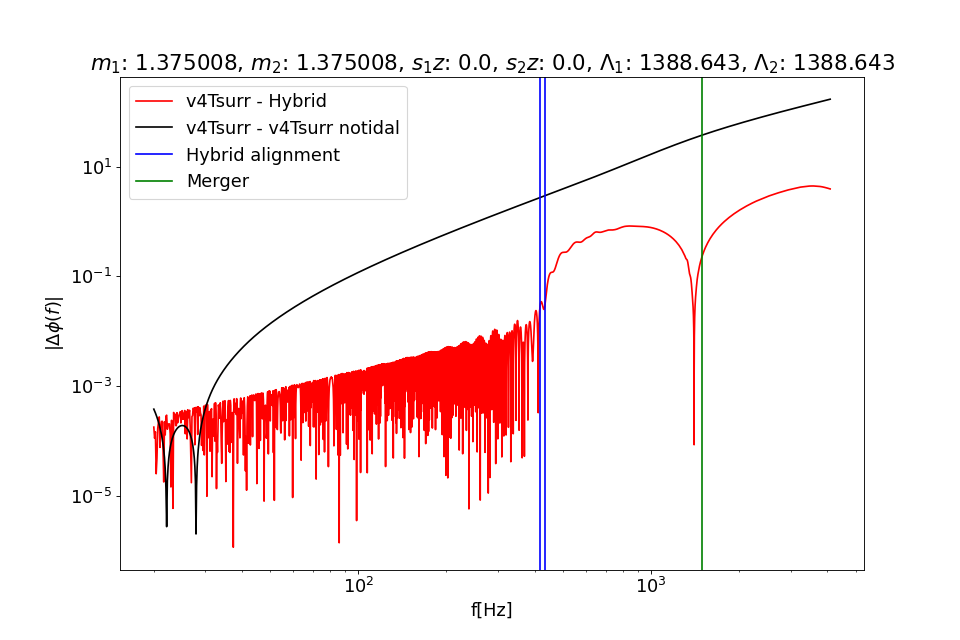 m₁: 1.375008, m₂: 1.375008, s₁z: 0.0, s₂z: 0.0, Λ₁: 1388.643, Λ₂: 1388.643
v4Tsurr - Hybrid
v4Tsurr - v4Tsurr notidal
Hybrid alignment
Merger
|Δϕ(f)|
10¹
10⁻¹
10⁻³
10⁻⁵
10² 10³
f[Hz]